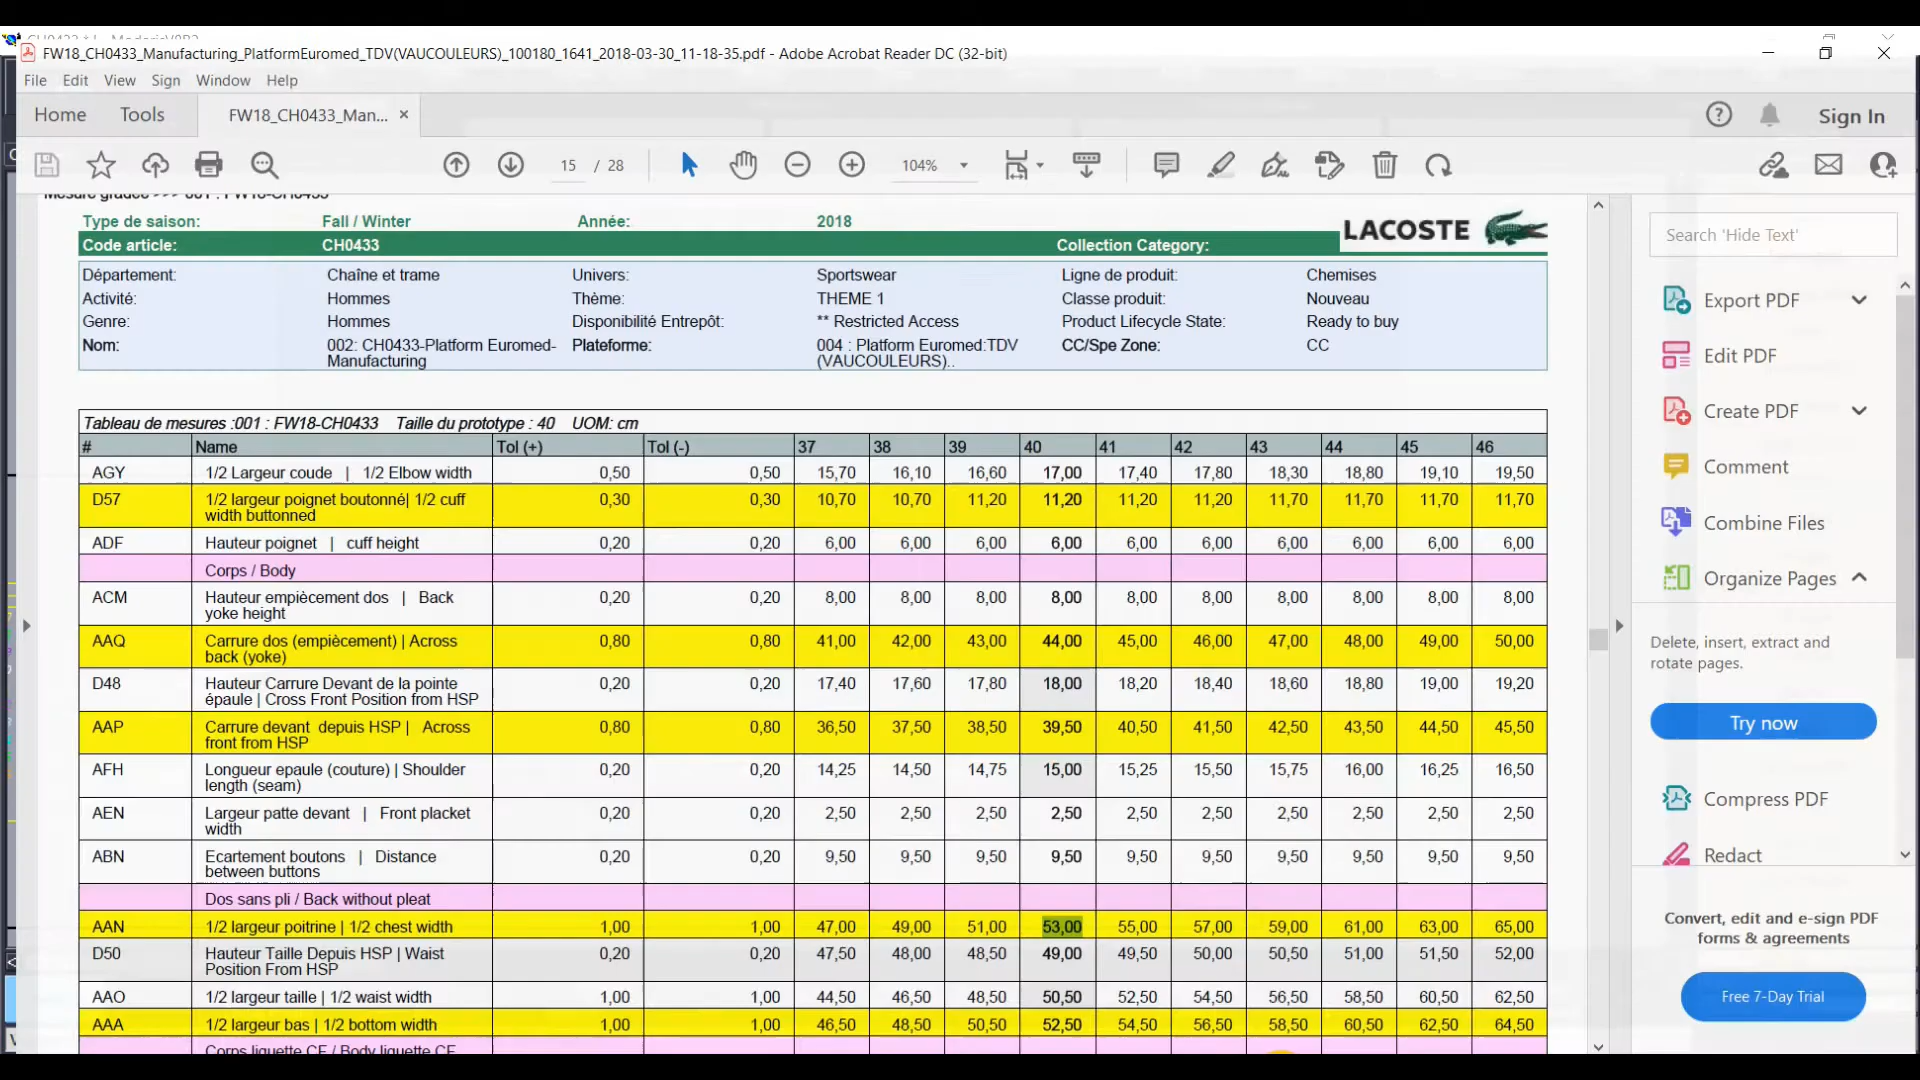 FW18_CH0433_Manufacturing_PlatformEuromed_TDV(VAUCOULEURS)_100180_1641_2018-03-30_11-18-35.pdf - Adobe Acrobat Reader DC (32-bit)
File Edit View Sign Window Help
Home Tools FW18_CH0433_Man... × Sign In
15 / 28 104%
Mesure gradée >>> 001 : FW18-CH0433
Type de saison: Fall / Winter Année: 2018
LACOSTE
Code article: CH0433 Collection Category:
Département: Chaîne et trame Univers: Sportswear Ligne de produit: Chemises
Activité: Hommes Thème: THEME 1 Classe produit: Nouveau
Genre: Hommes Disponibilité Entrepôt: ** Restricted Access Product Lifecycle State: Ready to buy
Nom: 002: CH0433-Platform Euromed- Plateforme: 004 : Platform Euromed:TDV CC/Spe Zone: CC
Manufacturing (VAUCOULEURS)..
Tableau de mesures :001 : FW18-CH0433 Taille du prototype : 40 UOM: cm
# Name Tol (+) Tol (-) 37 38 39 40 41 42 43 44 45 46
AGY 1/2 Largeur coude | 1/2 Elbow width 0,50 0,50 15,70 16,10 16,60 17,00 17,40 17,80 18,30 18,80 19,10 19,50
D57 1/2 largeur poignet boutonné| 1/2 cuff 0,30 0,30 10,70 10,70 11,20 11,20 11,20 11,20 11,70 11,70 11,70 11,70
width buttonned
ADF Hauteur poignet | cuff height 0,20 0,20 6,00 6,00 6,00 6,00 6,00 6,00 6,00 6,00 6,00 6,00
Corps / Body
ACM Hauteur empiècement dos | Back 0,20 0,20 8,00 8,00 8,00 8,00 8,00 8,00 8,00 8,00 8,00 8,00
yoke height
AAQ Carrure dos (empiècement) | Across 0,80 0,80 41,00 42,00 43,00 44,00 45,00 46,00 47,00 48,00 49,00 50,00
back (yoke)
D48 Hauteur Carrure Devant de la pointe 0,20 0,20 17,40 17,60 17,80 18,00 18,20 18,40 18,60 18,80 19,00 19,20
épaule | Cross Front Position from HSP
AAP Carrure devant depuis HSP | Across 0,80 0,80 36,50 37,50 38,50 39,50 40,50 41,50 42,50 43,50 44,50 45,50
front from HSP
AFH Longueur epaule (couture) | Shoulder 0,20 0,20 14,25 14,50 14,75 15,00 15,25 15,50 15,75 16,00 16,25 16,50
length (seam)
AEN Largeur patte devant | Front placket 0,20 0,20 2,50 2,50 2,50 2,50 2,50 2,50 2,50 2,50 2,50 2,50
width
ABN Ecartement boutons | Distance 0,20 0,20 9,50 9,50 9,50 9,50 9,50 9,50 9,50 9,50 9,50 9,50
between buttons
Dos sans pli / Back without pleat
AAN 1/2 largeur poitrine | 1/2 chest width 1,00 1,00 47,00 49,00 51,00 53,00 55,00 57,00 59,00 61,00 63,00 65,00
D50 Hauteur Taille Depuis HSP | Waist 0,20 0,20 47,50 48,00 48,50 49,00 49,50 50,00 50,50 51,00 51,50 52,00
Position From HSP
AAO 1/2 largeur taille | 1/2 waist width 1,00 1,00 44,50 46,50 48,50 50,50 52,50 54,50 56,50 58,50 60,50 62,50
AAA 1/2 largeur bas | 1/2 bottom width 1,00 1,00 46,50 48,50 50,50 52,50 54,50 56,50 58,50 60,50 62,50 64,50
Corps liquette CF / Body liquette CF
Search 'Hide Text'
Export PDF
Edit PDF
Create PDF
Comment
Combine Files
Organize Pages
Delete, insert, extract and
rotate pages.
Try now
Compress PDF
Redact
Convert, edit and e-sign PDF
forms & agreements
Free 7-Day Trial